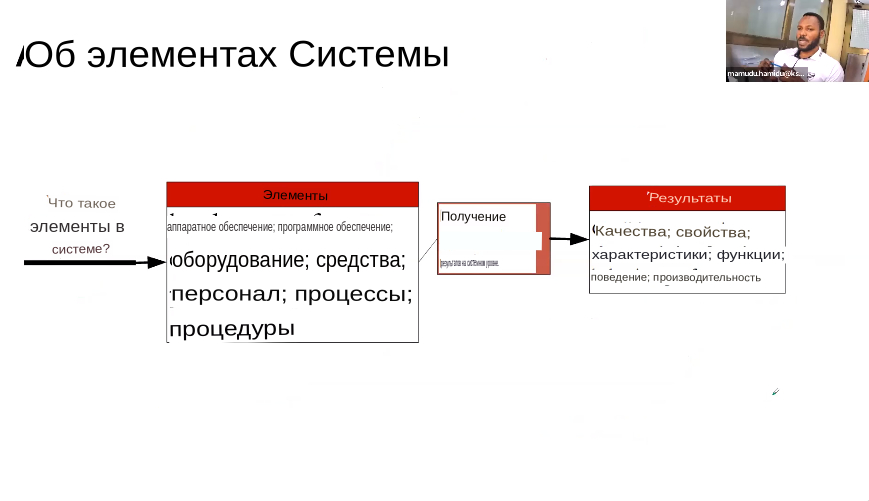 Об элементах Системы
mamudu.hamidu@ks...
Что такое
элементы в
системе?
Элементы
аппаратное обеспечение; программное обеспечение;
оборудование; средства;
персонал; процессы;
процедуры
Получение
результатов на системном уровне.
Результаты
Качества; свойства;
характеристики; функции;
поведение; производительность